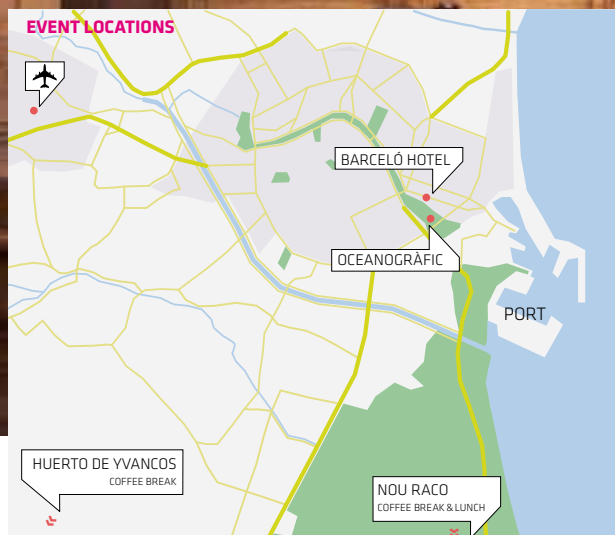 EVENT LOCATIONS
BARCELÓ HOTEL
OCEANOGRÀFIC
PORT
HUERTO DE YVANCOS
COFFEE BREAK
NOU RACO
COFFEE BREAK & LUNCH